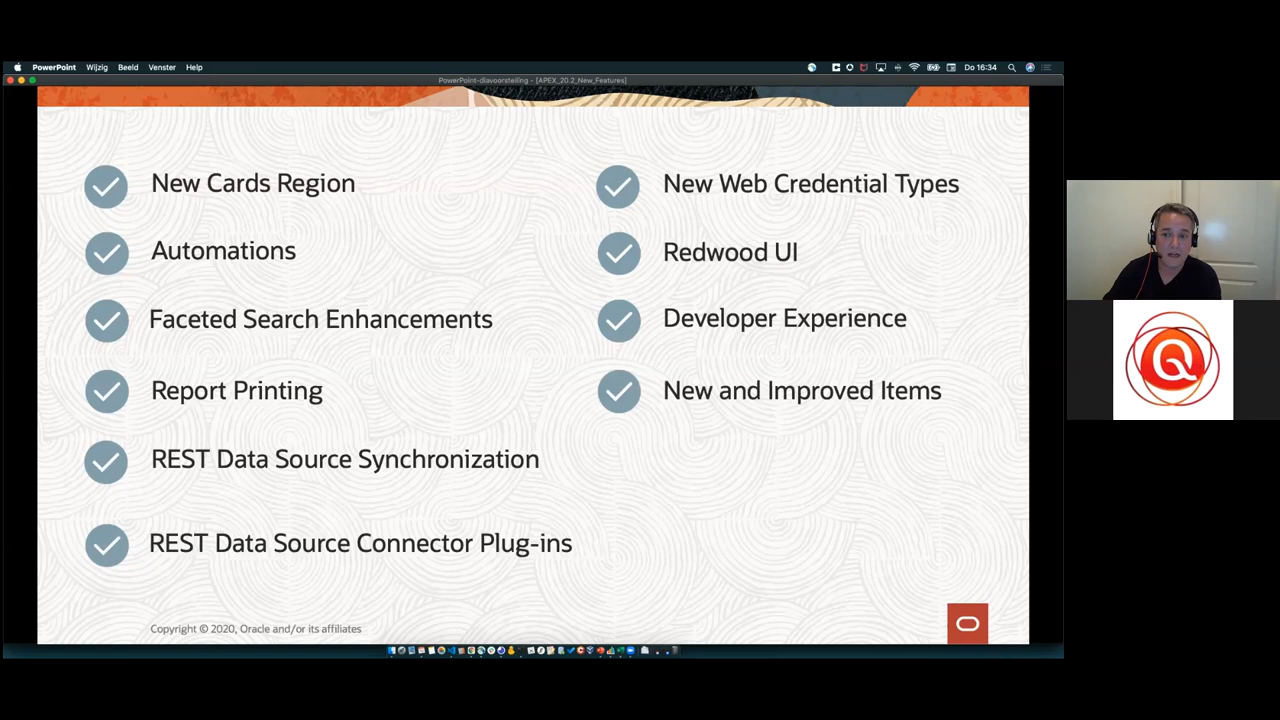 PowerPoint Wijzig Beeld Venster Help
Do 16:34
PowerPoint-diavoorstelling - [APEX_20.2_New_Features]
New Cards Region
Automations
Faceted Search Enhancements
Report Printing
REST Data Source Synchronization
REST Data Source Connector Plug-ins
New Web Credential Types
Redwood UI
Developer Experience
New and Improved Items
Copyright © 2020, Oracle and/or its affiliates
Q